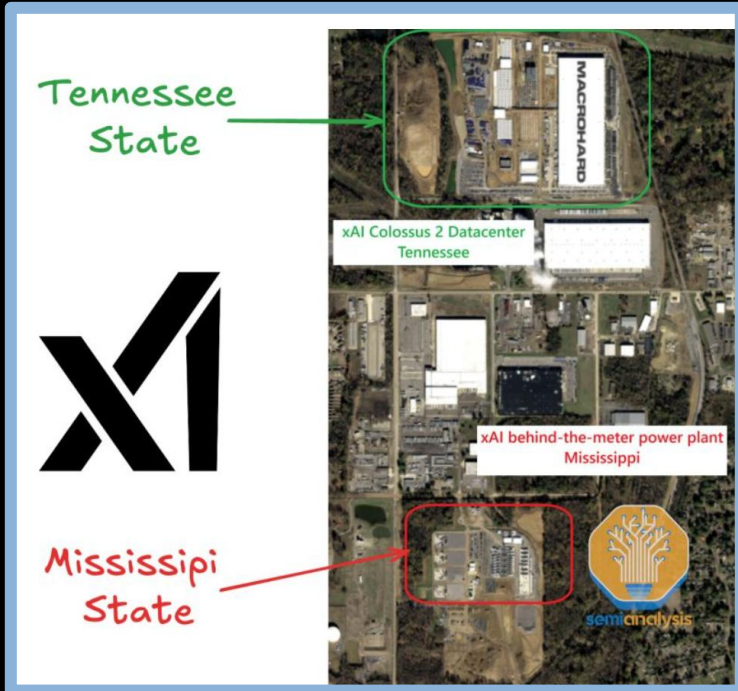 Tennessee
State
MACROHARD
xAI Colossus 2 Datacenter
Tennessee
xAI behind-the-meter power plant
Mississippi
Mississipi
State
semianalysis